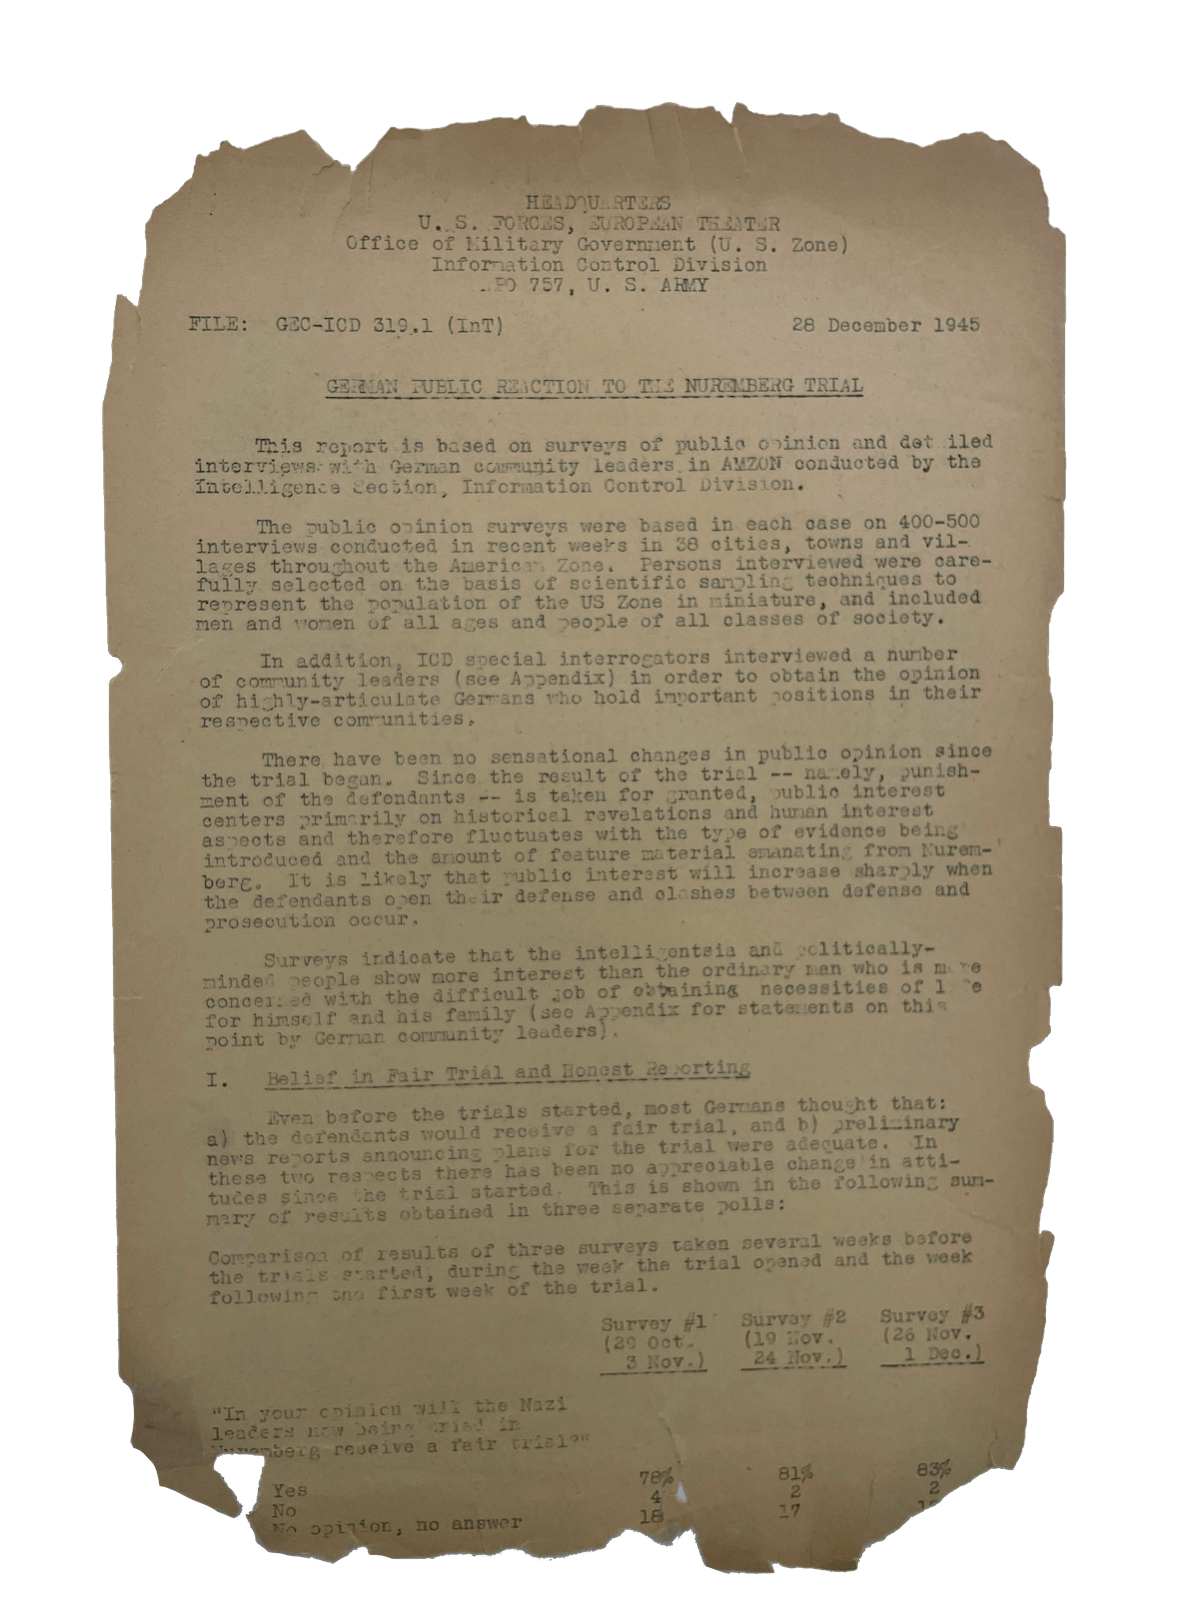 HEADQUARTERS
U. S. FORCES, EUROPEAN THEATER
Office of Military Government (U. S. Zone)
Information Control Division
APO 757, U. S. ARMY
FILE: GEC-ICD 319.1 (InT) 28 December 1945
GERMAN PUBLIC REACTION TO THE NUREMBERG TRIAL
This report is based on surveys of public opinion and detailed
interviews with German community leaders in AMZON conducted by the
Intelligence Section, Information Control Division.
The public opinion surveys were based in each case on 400-500
interviews conducted in recent weeks in 38 cities, towns and vil-
lages throughout the American Zone. Persons interviewed were care-
fully selected on the basis of scientific sampling techniques to
represent the population of the US Zone in miniature, and included
men and women of all ages and people of all classes of society.
In addition, ICD special interrogators interviewed a number
of community leaders (see Appendix) in order to obtain the opinion
of highly-articulate Germans who hold important positions in their
respective communities.
There have been no sensational changes in public opinion since
the trial began. Since the result of the trial -- namely, punish-
ment of the defendants -- is taken for granted, public interest
centers primarily on historical revelations and human interest
aspects and therefore fluctuates with the type of evidence being
introduced and the amount of feature material emanating from Nurem-
berg. It is likely that public interest will increase sharply when
the defendants open their defense and clashes between defense and
prosecution occur.
Surveys indicate that the intelligentsia and politically-
minded people show more interest than the ordinary man who is more
concerned with the difficult job of obtaining necessities of life
for himself and his family (see Appendix for statements on this
point by German community leaders).
I. Belief in Fair Trial and Honest Reporting
Even before the trials started, most Germans thought that:
a) the defendants would receive a fair trial, and b) preliminary
news reports announcing plans for the trial were adequate. In
these two respects there has been no appreciable change in atti-
tudes since the trial started. This is shown in the following sum-
mary of results obtained in three separate polls:
Comparison of results of three surveys taken several weeks before
the trials started, during the week the trial opened and the week
following the first week of the trial.
Survey #1 Survey #2 Survey #3
(29 Oct. (19 Nov. (26 Nov.
3 Nov.) 24 Nov.) 1 Dec.)
"In your opinion will the Nazi
leaders now being tried in
Nuremberg receive a fair trial?"
Yes 78% 81% 83%
No 4 2 2
No opinion, no answer 18 17